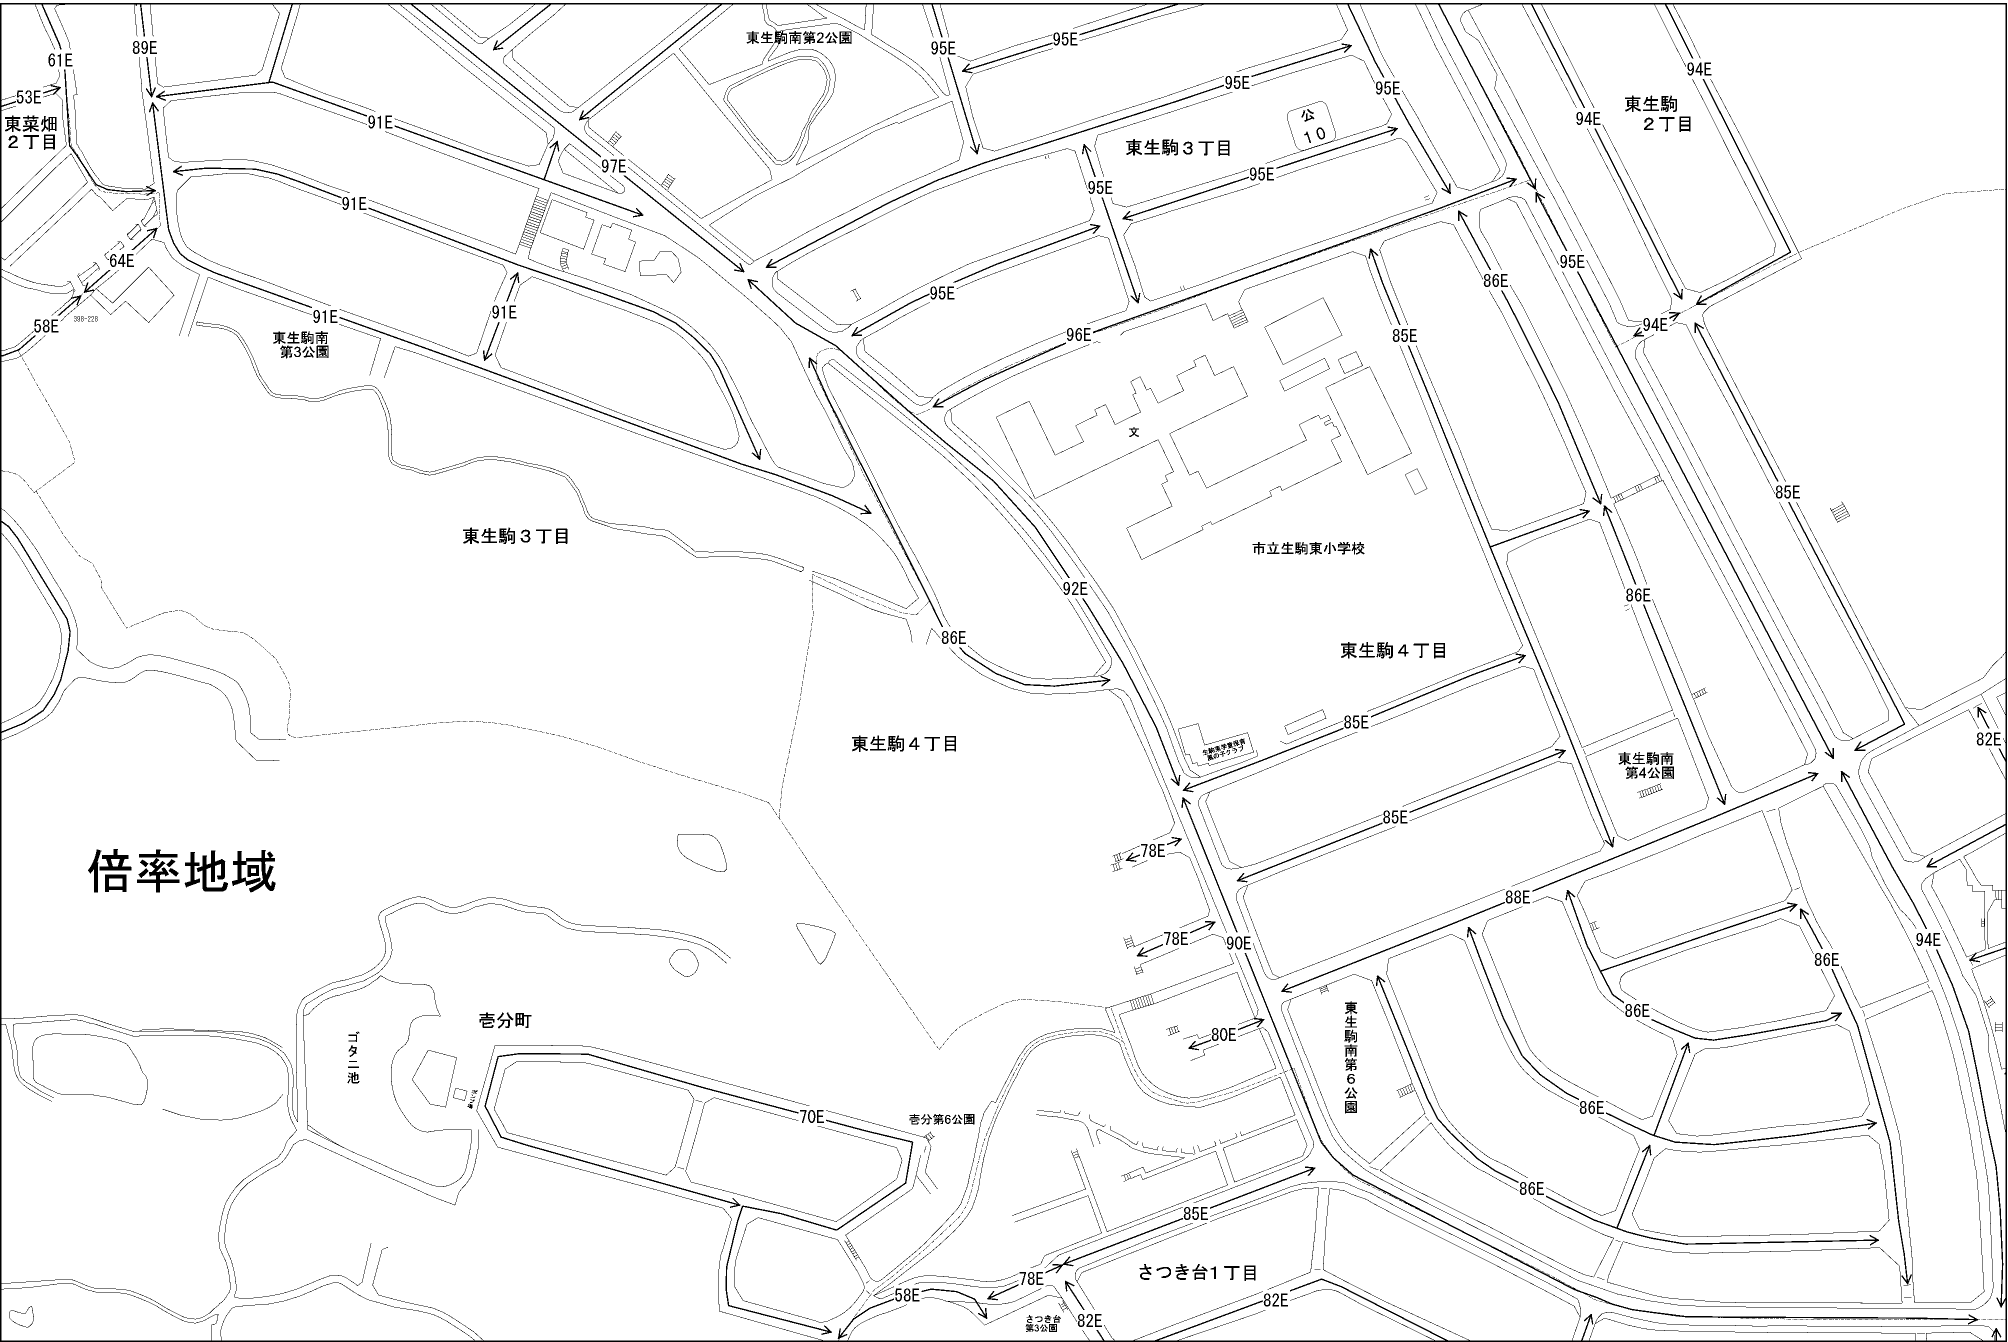 東生駒南第2公園
89E
61E
95E
95E
95E
95E
94E
94E
53E
東菜畑
２丁目
91E
97E
公
10
東生駒
２丁目
東生駒３丁目
95E
95E
91E
64E
95E
86E
95E
58E
398-228
91E
91E
東生駒南
第3公園
96E
85E
94E
文
85E
東生駒３丁目
市立生駒東小学校
92E
86E
86E
東生駒４丁目
85E
82E
東生駒４丁目
東生駒南
第4公園
85E
78E
倍率地域
88E
78E
90E
94E
86E
壱分町
ゴタニ池
東生駒南第６公園
86E
80E
70E
壱分第6公園
86E
86E
85E
さつき台１丁目
78E
58E
82E
82E
さつき台
第3公園